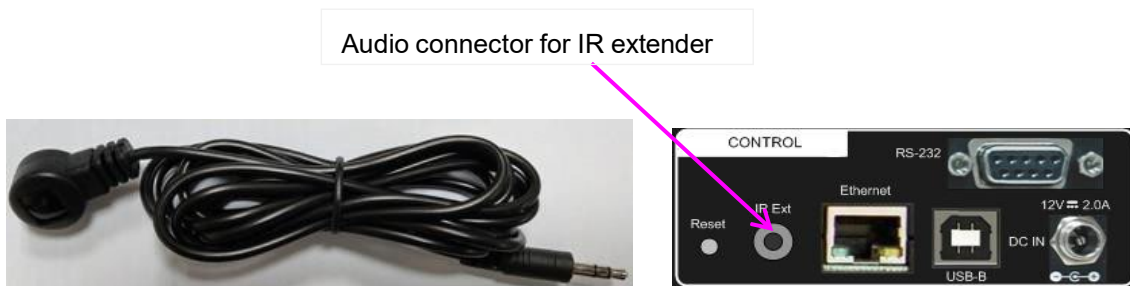 Audio connector for IR extender
CONTROL
RS-232
Ethernet
IR Ext
12V ⎓ 2.0A
Reset
DC IN
USB-B